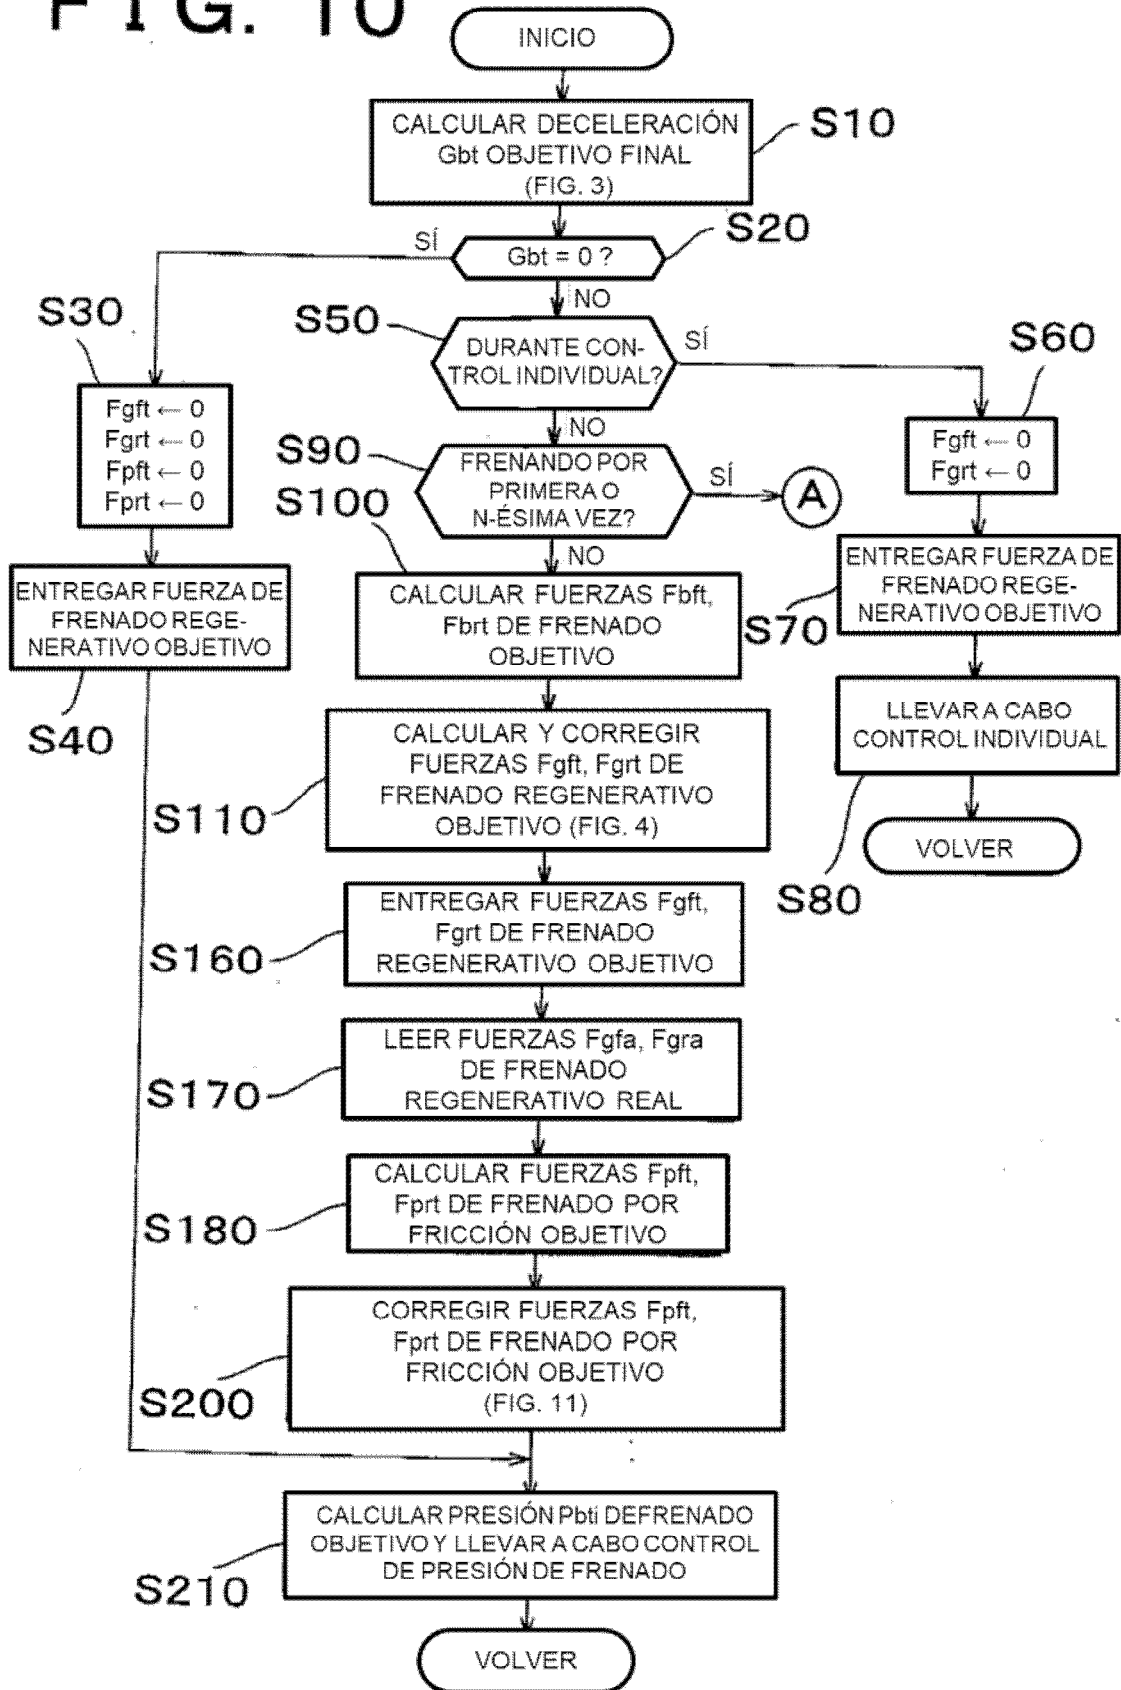 FIG. 10
INICIO
CALCULAR DECELERACIÓN
Gbt OBJETIVO FINAL
(FIG. 3)
S10
Gbt = 0 ?
S20
SÍ
NO
S30
Fgft ← 0
Fgrt ← 0
Fpft ← 0
Fprt ← 0
S50
DURANTE CON-
TROL INDIVIDUAL?
SÍ
NO
S60
Fgft ← 0
Fgrt ← 0
S90
FRENANDO POR
PRIMERA O
N-ÉSIMA VEZ?
SÍ
A
NO
S100
ENTREGAR FUERZA DE
FRENADO REGE-
NERATIVO OBJETIVO
S40
CALCULAR FUERZAS Fbft,
Fbrt DE FRENADO
OBJETIVO
ENTREGAR FUERZA DE
FRENADO REGE-
NERATIVO OBJETIVO
S70
LLEVAR A CABO
CONTROL INDIVIDUAL
S80
VOLVER
CALCULAR Y CORREGIR
FUERZAS Fgft, Fgrt DE
FRENADO REGENERATIVO
OBJETIVO (FIG. 4)
S110
ENTREGAR FUERZAS Fgft,
Fgrt DE FRENADO
REGENERATIVO OBJETIVO
S160
LEER FUERZAS Fgfa, Fgra
DE FRENADO
REGENERATIVO REAL
S170
CALCULAR FUERZAS Fpft,
Fprt DE FRENADO POR
FRICCIÓN OBJETIVO
S180
CORREGIR FUERZAS Fpft,
Fprt DE FRENADO POR
FRICCIÓN OBJETIVO
(FIG. 11)
S200
CALCULAR PRESIÓN Pbti DEFRENADO
OBJETIVO Y LLEVAR A CABO CONTROL
DE PRESIÓN DE FRENADO
S210
VOLVER